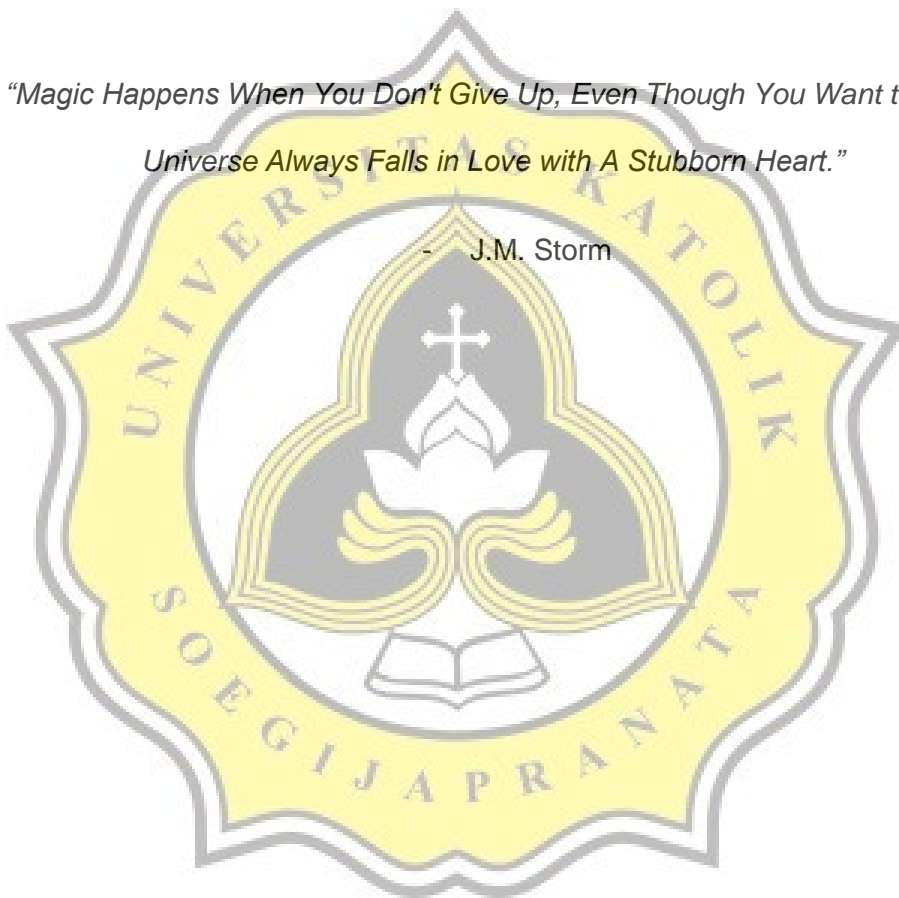 “Magic Happens When You Don't Give Up, Even Though You Want t
Universe Always Falls in Love with A Stubborn Heart.”
- J.M. Storm
UNIVERSITAS KATOLIK
SOEGIJAPRANATA